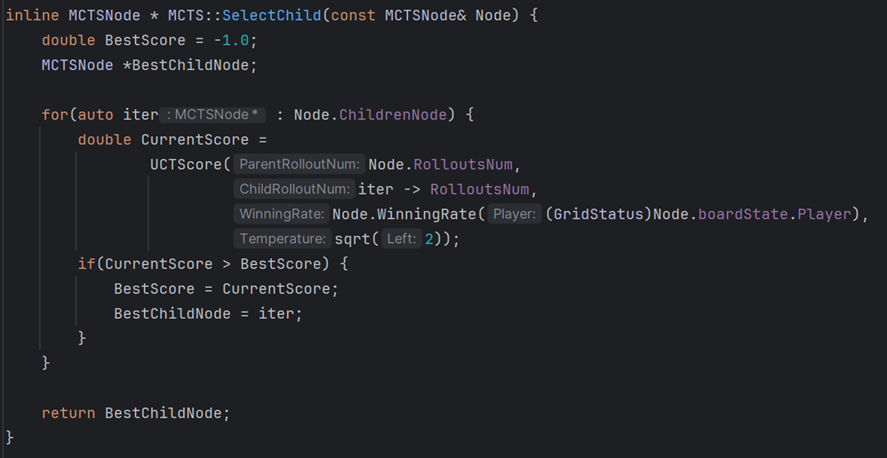 inline MCTSNode * MCTS::SelectChild(const MCTSNode& Node) {
    double BestScore = -1.0;
    MCTSNode *BestChildNode;

    for(auto iter : MCTSNode * : Node.ChildrenNode) {
        double CurrentScore =
                UCTScore( ParentRolloutNum: Node.RolloutsNum,
                         ChildRolloutNum: iter -> RolloutsNum,
                         WinningRate: Node.WinningRate( Player: (GridStatus)Node.boardState.Player),
                         Temperature: sqrt( Left: 2));
        if(CurrentScore > BestScore) {
            BestScore = CurrentScore;
            BestChildNode = iter;
        }
    }

    return BestChildNode;
}